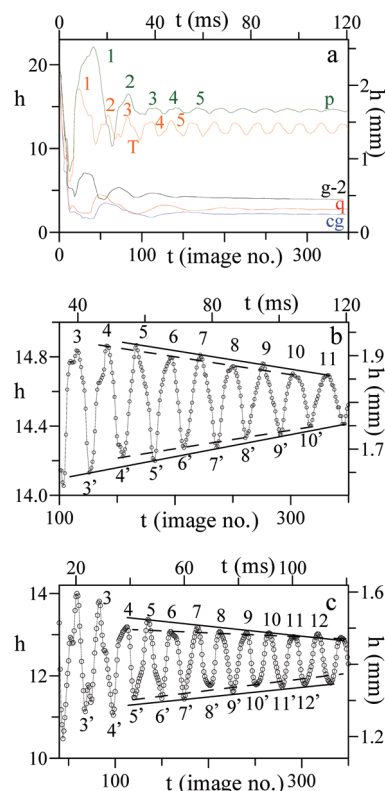 t (ms)
0 40 80 120
a
20
15
10
5
0
h
h (mm)
2
1
0
1 1 2 2 3 3 4 4 5 5
T
p
g-2
q
cg
0 100 200 300
t (image no.)
40 80 t (ms) 120
b
14.8
14.4
14.0
h
h (mm)
1.9
1.7
3 4 5 6 7 8 9 10 11
3' 4' 5' 6' 7' 8' 9' 10'
100 300
t (image no.)
20 60 t (ms) 100
c
14
13
12
11
10
h
h (mm)
1.6
1.4
1.2
3 4 5 6 7 8 9 10 11 12
3' 4' 5' 6' 7' 8' 9' 10' 11' 12'
100 300
t (image no.)